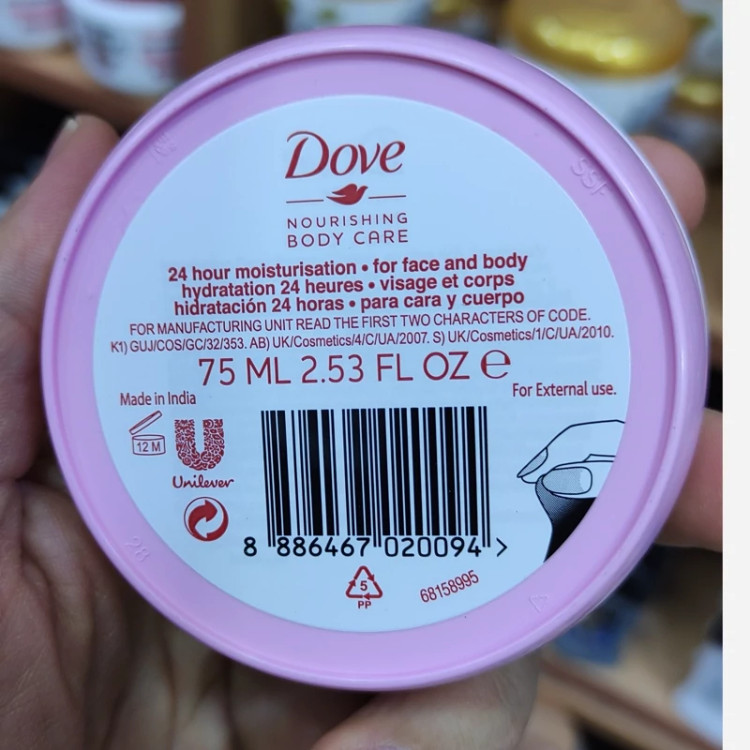 Dove
NOURISHING
BODY CARE
24 hour moisturisation • for face and body
hydratation 24 heures • visage et corps
hidratación 24 horas • para cara y cuerpo
FOR MANUFACTURING UNIT READ THE FIRST TWO CHARACTERS OF CODE.
K1) GUJ/COS/GC/32/353. AB) UK/Cosmetics/4/C/UA/2007. S) UK/Cosmetics/1/C/UA/2010.
75 ML 2.53 FL OZ e
Made in India
For External use.
12 M
Unilever
8 886467 020094 >
5
PP
68158995
SSF
28